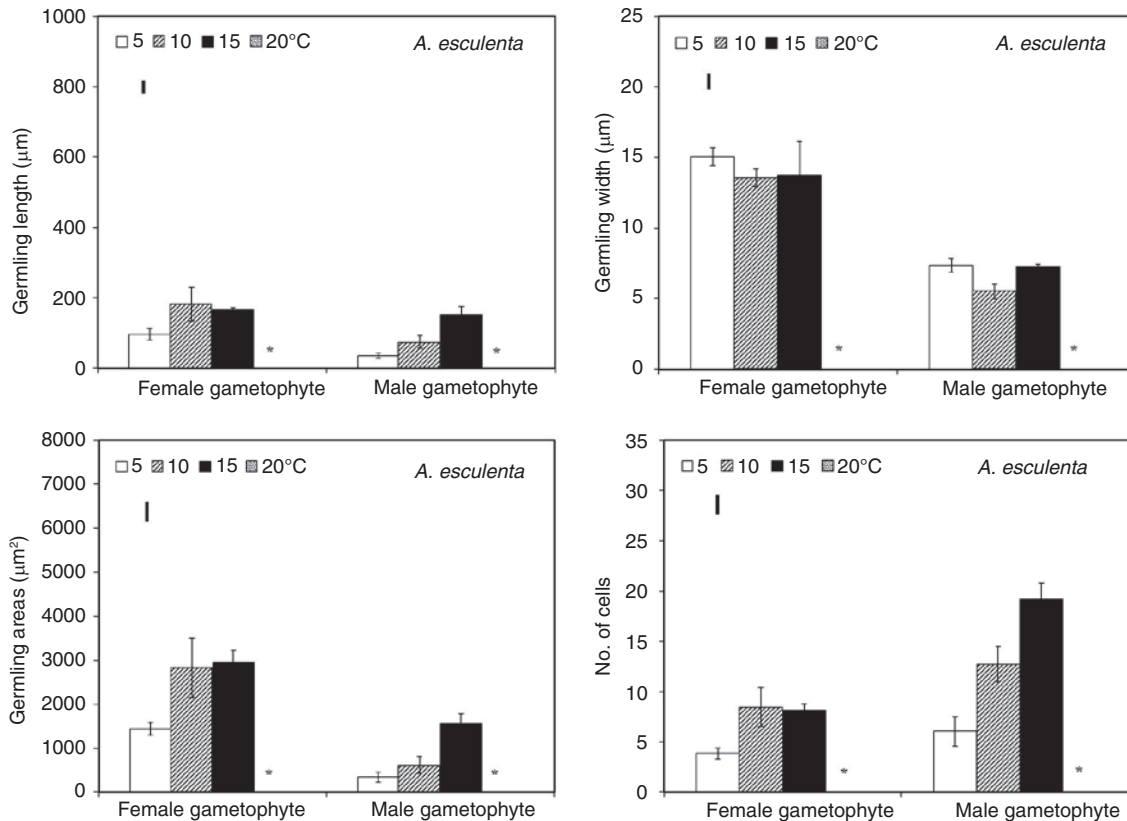 1000
800
600
400
200
0
Germling length (μm)
5 10 15 20°C
A. esculenta
*
*
Female gametophyte Male gametophyte
25
20
15
10
5
0
Germling width (μm)
5 10 15 20°C
A. esculenta
*
*
Female gametophyte Male gametophyte
8000
7000
6000
5000
4000
3000
2000
1000
0
Germling areas (μm²)
5 10 15 20°C
A. esculenta
*
*
Female gametophyte Male gametophyte
35
30
25
20
15
10
5
0
No. of cells
5 10 15 20°C
A. esculenta
*
*
Female gametophyte Male gametophyte